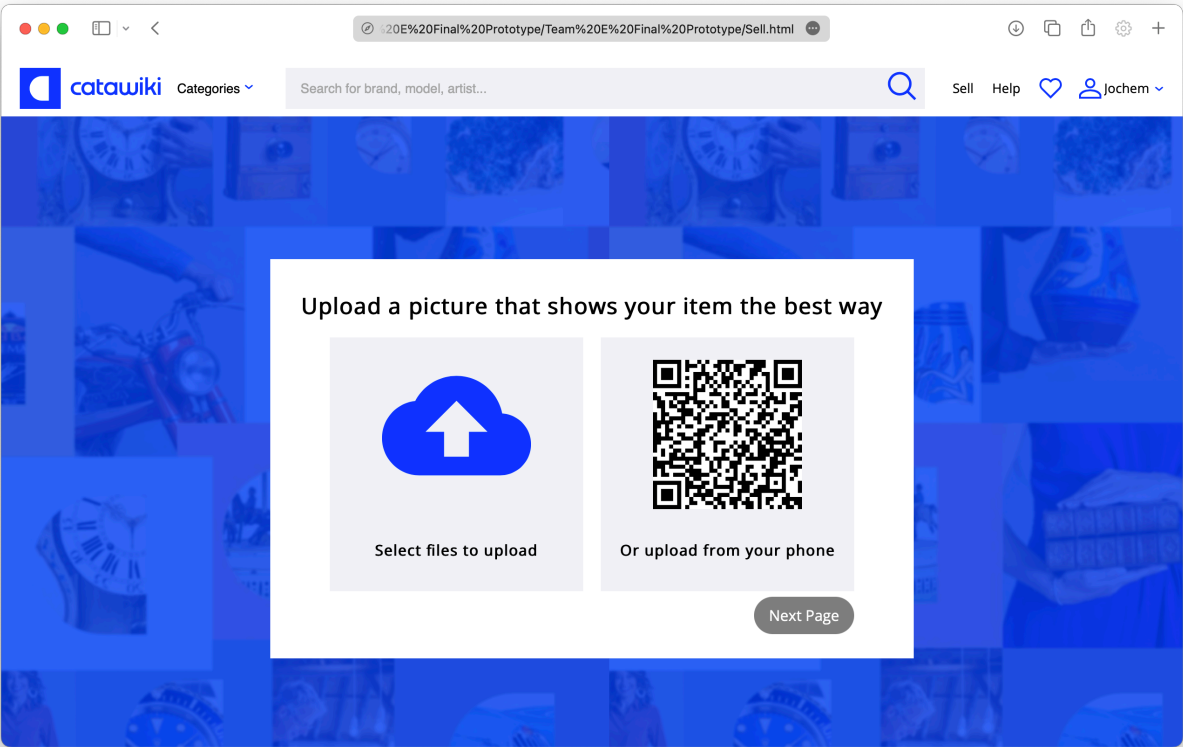 %20E%20Final%20Prototype/Team%20E%20Final%20Prototype/Sell.html
catawiki Categories Search for brand, model, artist... Sell Help Jochem
Upload a picture that shows your item the best way
Select files to upload Or upload from your phone
Next Page